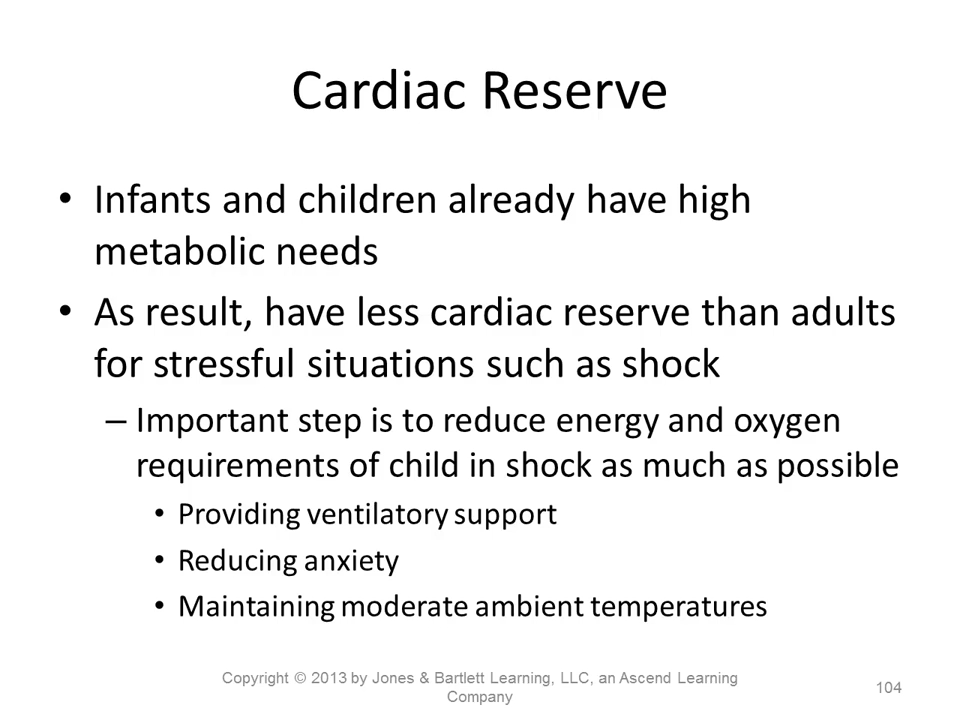 Cardiac Reserve
• Infants and children already have high
metabolic needs
• As result, have less cardiac reserve than adults
for stressful situations such as shock
– Important step is to reduce energy and oxygen
requirements of child in shock as much as possible
• Providing ventilatory support
• Reducing anxiety
• Maintaining moderate ambient temperatures
Copyright © 2013 by Jones & Bartlett Learning, LLC, an Ascend Learning
Company
104